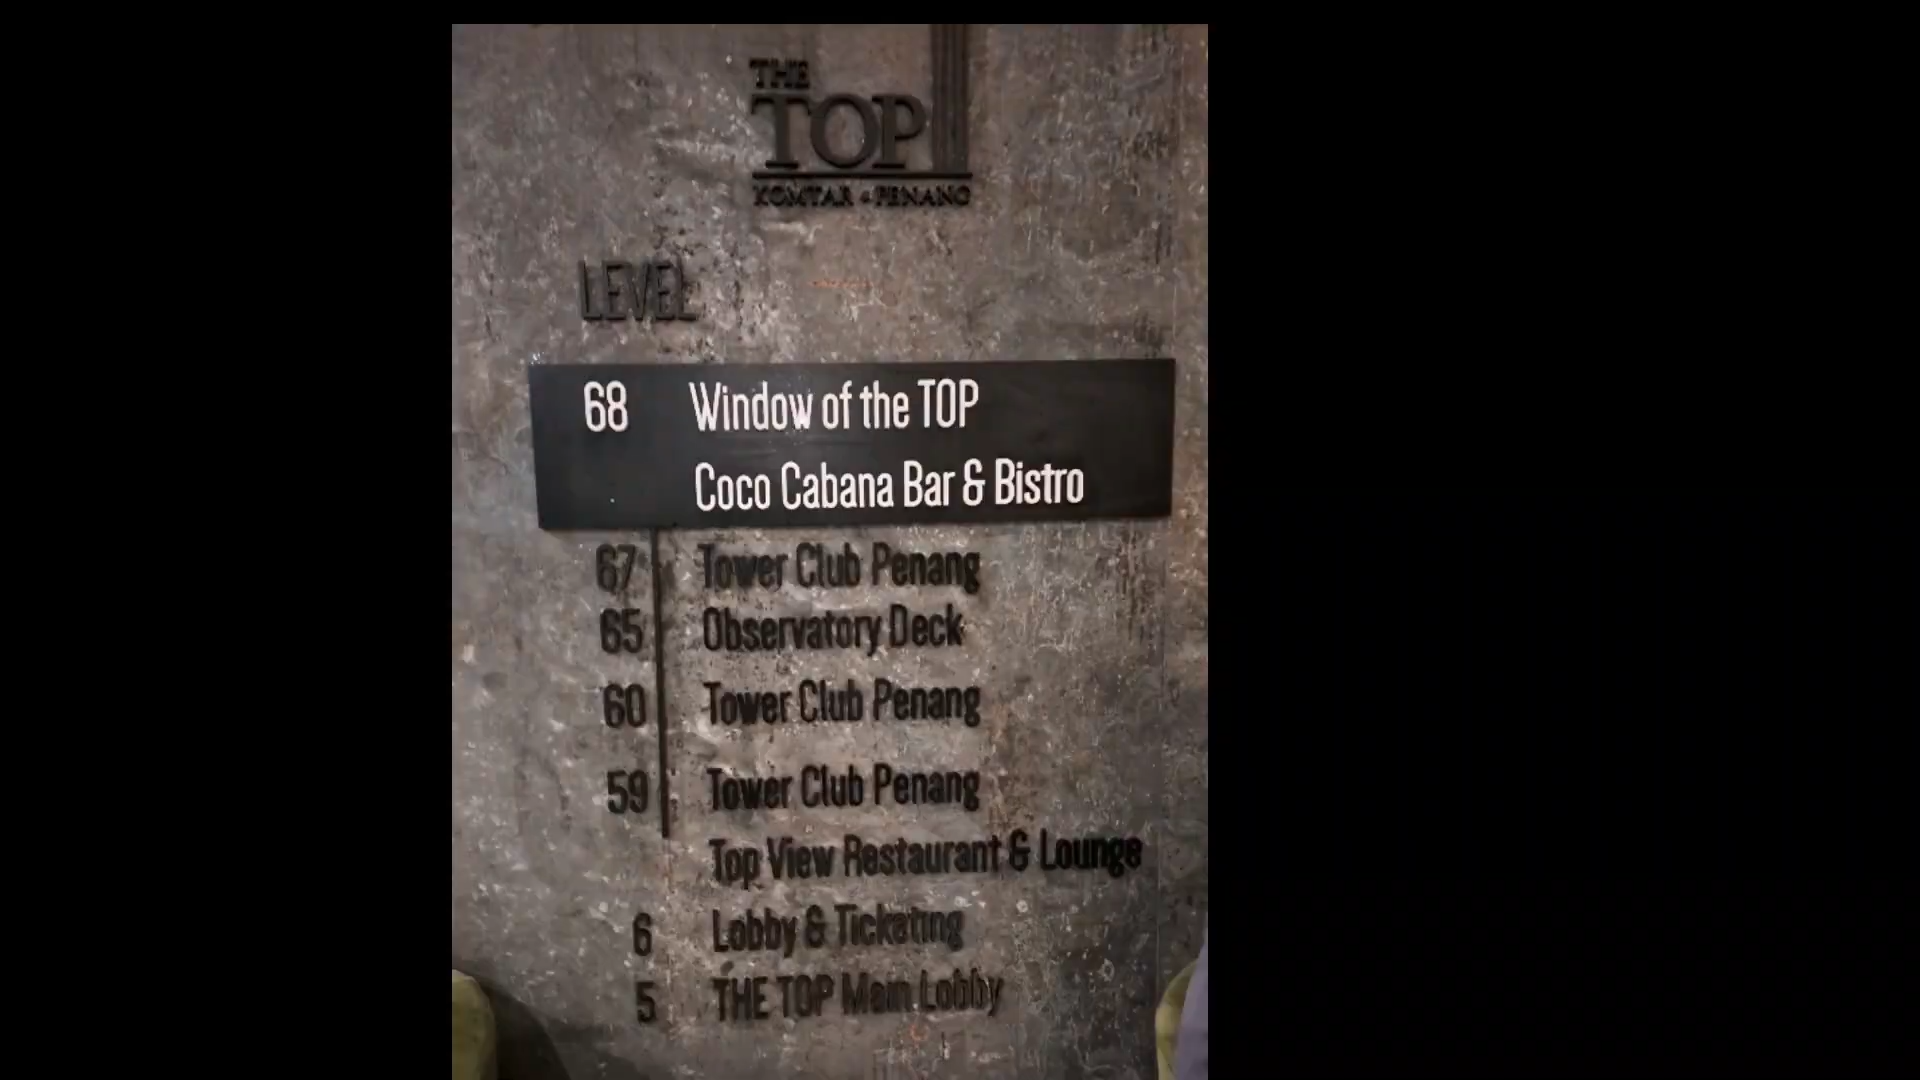 THE
TOP
KOMTAR • PENANG
LEVEL
68 Window of the TOP
Coco Cabana Bar & Bistro
67 Tower Club Penang
65 Observatory Deck
60 Tower Club Penang
59 Tower Club Penang
Top View Restaurant & Lounge
6 Lobby & Ticketing
5 THE TOP Main Lobby